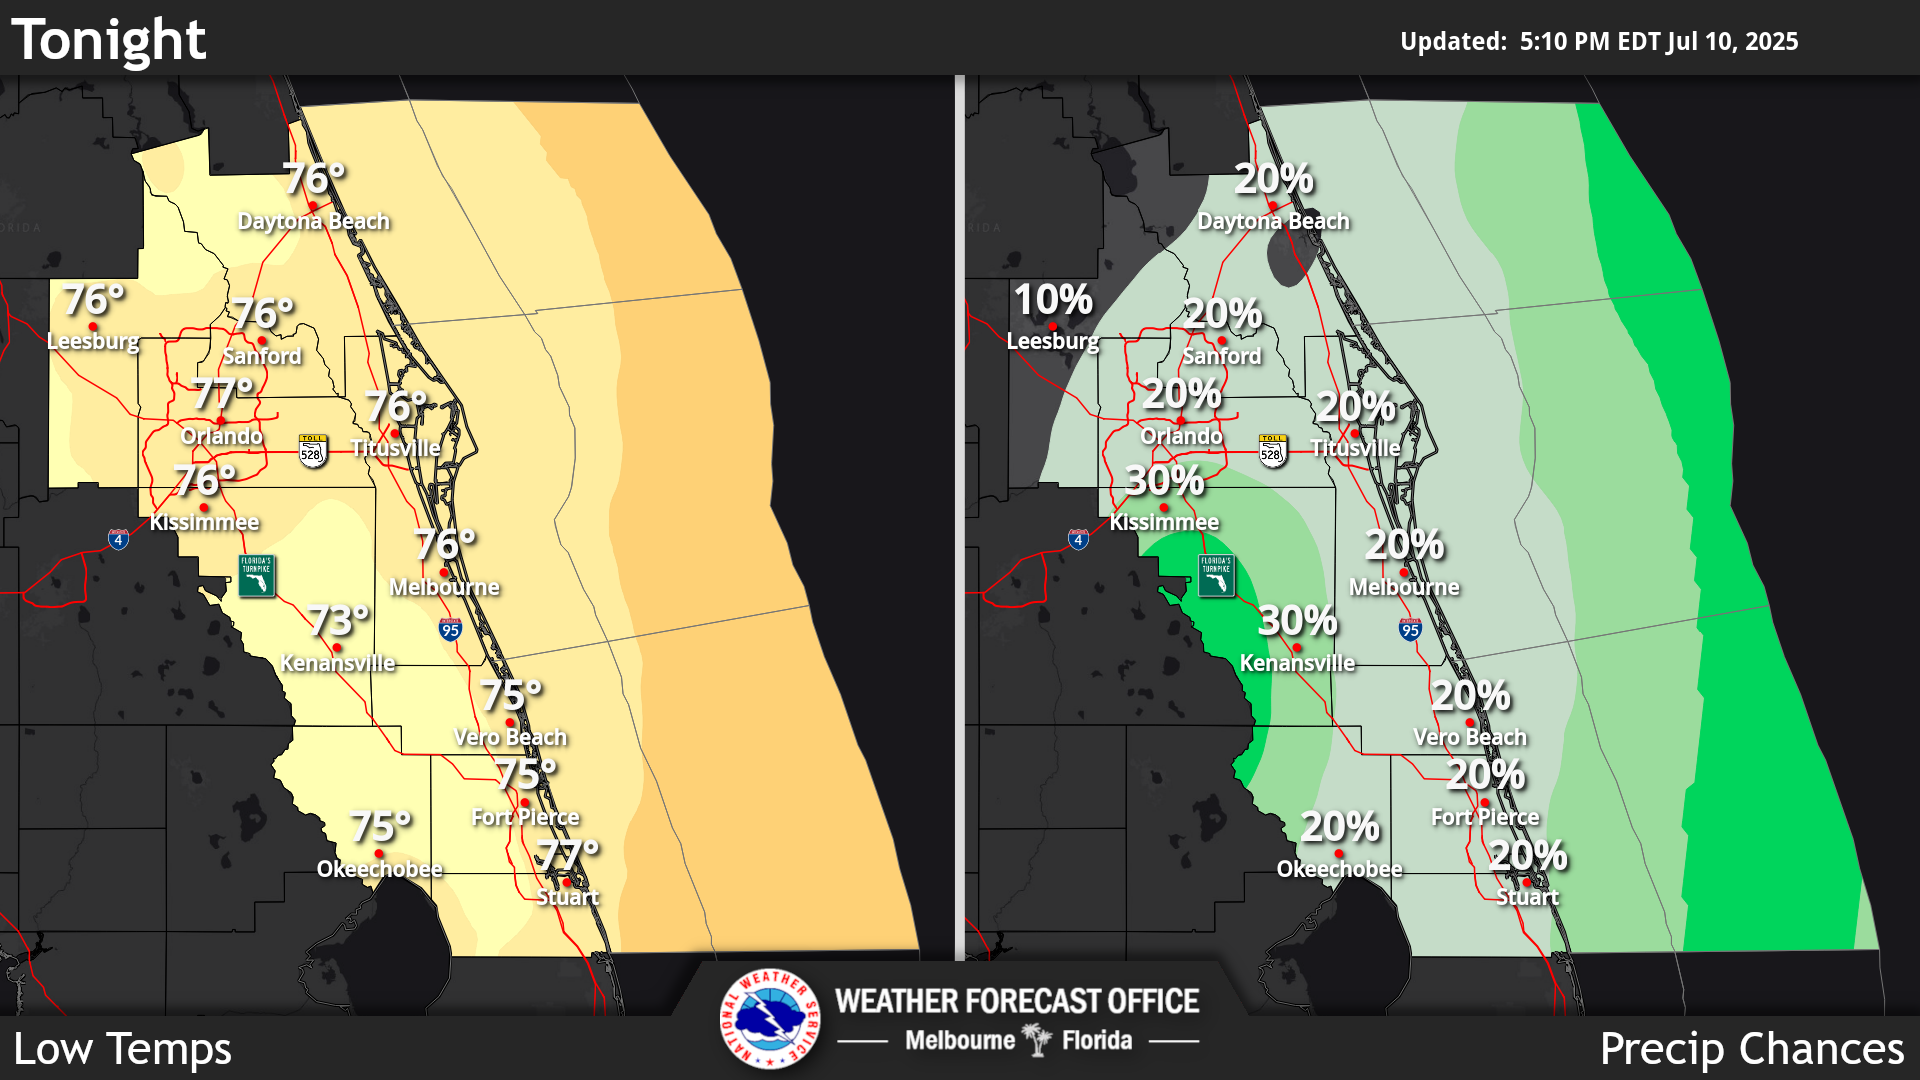 Tonight
Updated: 5:10 PM EDT Jul 10, 2025
76°
Daytona Beach
76°
Leesburg
76°
Sanford
77°
Orlando
76°
Titusville
TOLL
528
76°
Kissimmee
4
FLORIDA'S
TURNPIKE
76°
Melbourne
95
73°
Kenansville
75°
Vero Beach
75°
Fort Pierce
75°
Okeechobee
77°
Stuart
20%
Daytona Beach
10%
Leesburg
20%
Sanford
20%
Orlando
20%
Titusville
TOLL
528
30%
Kissimmee
4
FLORIDA'S
TURNPIKE
20%
Melbourne
95
30%
Kenansville
20%
Vero Beach
20%
Fort Pierce
20%
Okeechobee
20%
Stuart
Low Temps
NATIONAL WEATHER SERVICE
WEATHER FORECAST OFFICE
Melbourne Florida
Precip Chances